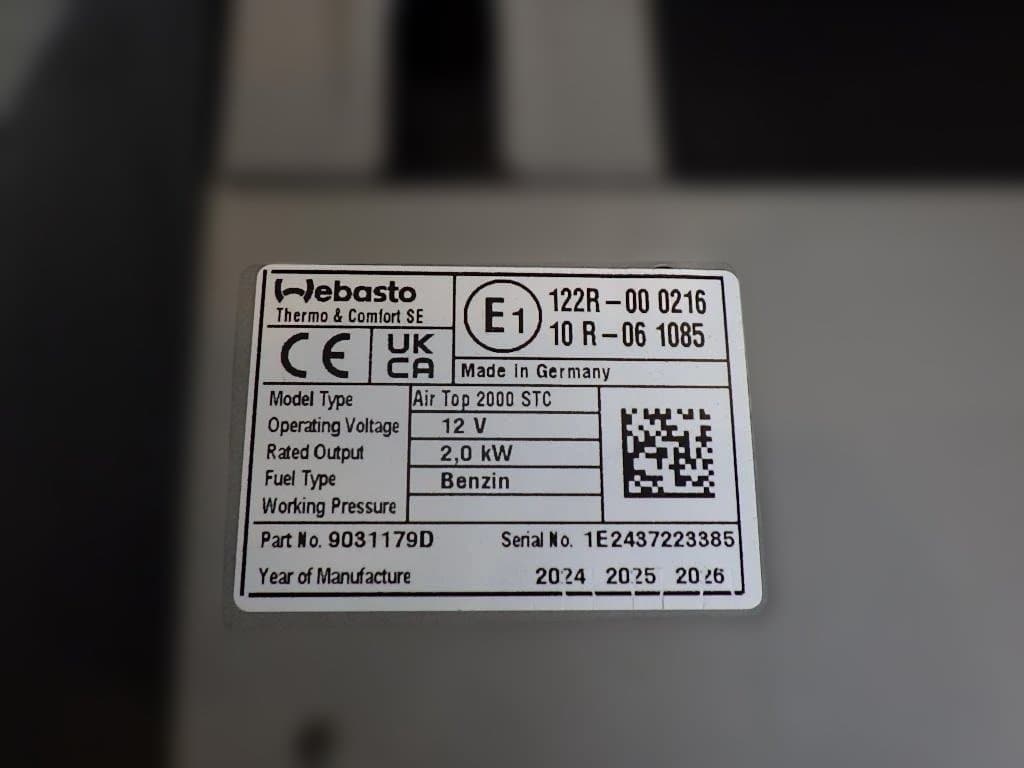 Webasto
Thermo & Comfort SE
E1
122R-00 0216
10 R-06 1085
CE
UK
CA
Made in Germany
Model Type Air Top 2000 STC
Operating Voltage 12 V
Rated Output 2,0 kW
Fuel Type Benzin
Working Pressure
Part No. 9031179D Serial No. 1E2437223385
Year of Manufacture 2024 2025 2026